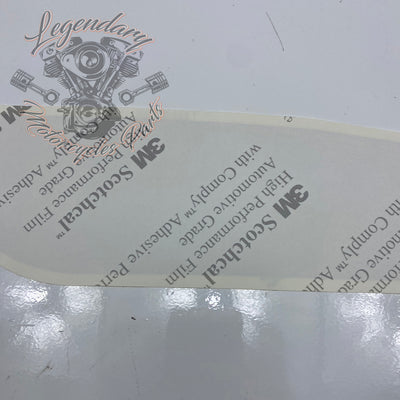 Legendary
Motorcycles Parts
3M Scotchcal™
High Performance Film
Automotive Grade
with Comply™ Adhesive
3M Scotchcal
High Performance Film
Automotive Grade
with Comply™ Adhesive